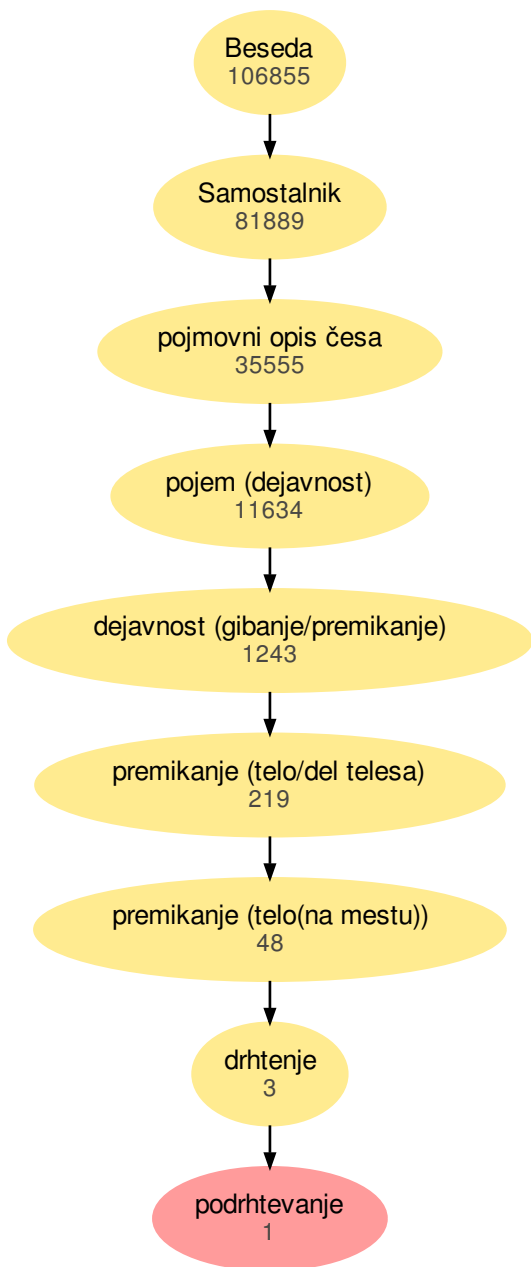 Beseda
106855
Samostalnik
81889
pojmovni opis česa
35555
pojem (dejavnost)
11634
dejavnost (gibanje/premikanje)
1243
premikanje (telo/del telesa)
219
premikanje (telo(na mestu))
48
drhtenje
3
podrhtevanje
1